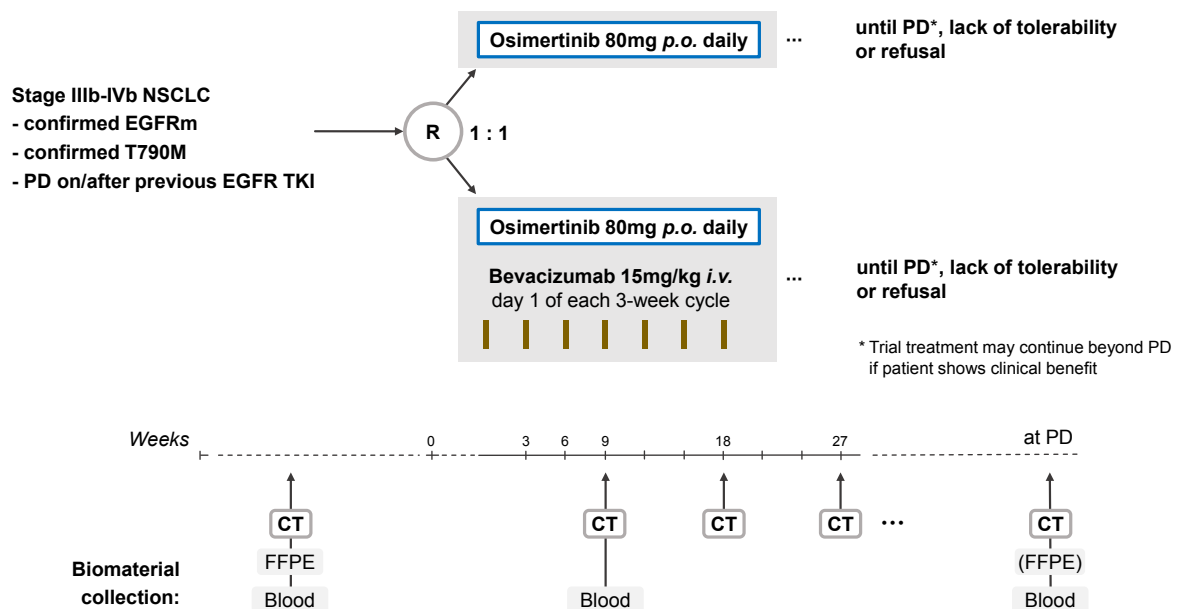 Osimertinib 80mg p.o. daily
...
until PD*, lack of tolerability
or refusal
Stage IIIb-IVb NSCLC
- confirmed EGFRm
- confirmed T790M
- PD on/after previous EGFR TKI
R
1 : 1
Osimertinib 80mg p.o. daily
Bevacizumab 15mg/kg i.v.
day 1 of each 3-week cycle
...
until PD*, lack of tolerability
or refusal
* Trial treatment may continue beyond PD
if patient shows clinical benefit
Weeks
0 3 6 9 18 27 at PD
CT CT CT CT ... CT
FFPE (FFPE)
Biomaterial
collection:
Blood Blood Blood